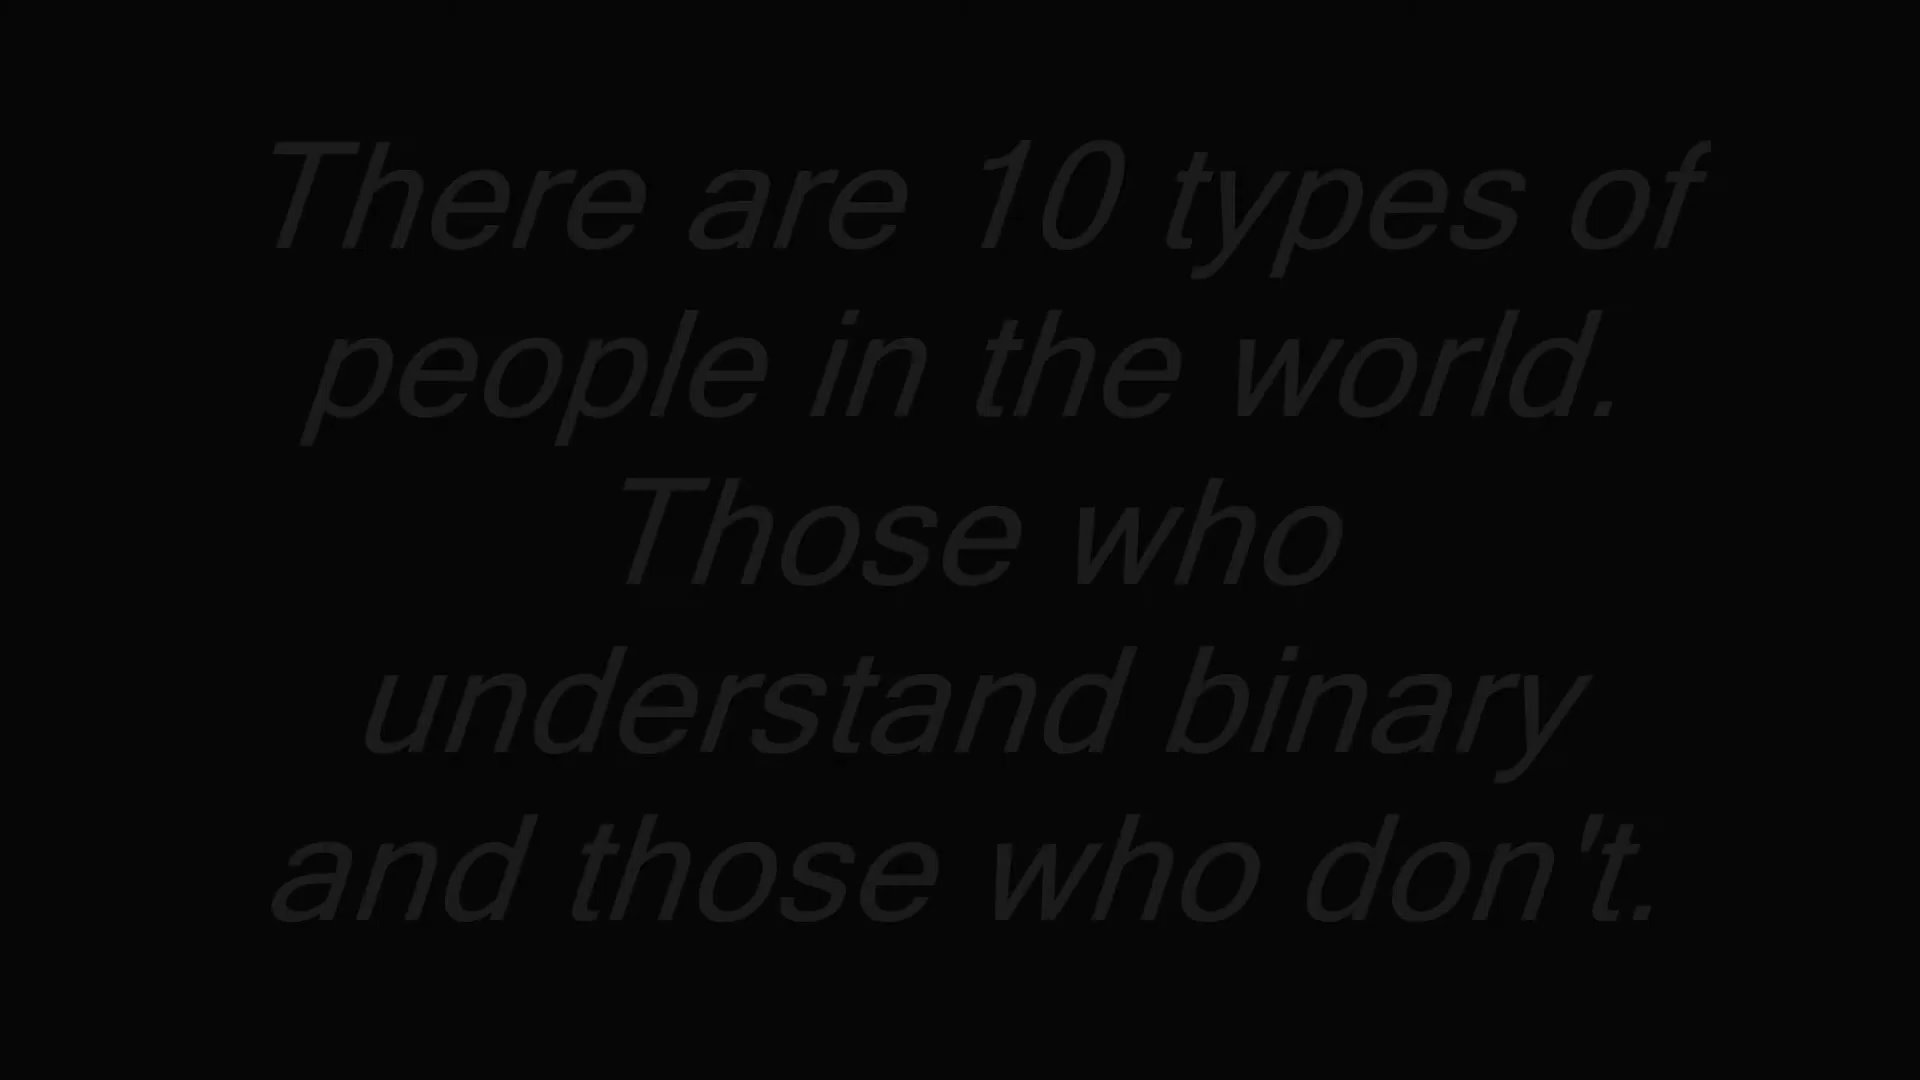 There are 10 types of
people in the world.
Those who
understand binary
and those who don't.